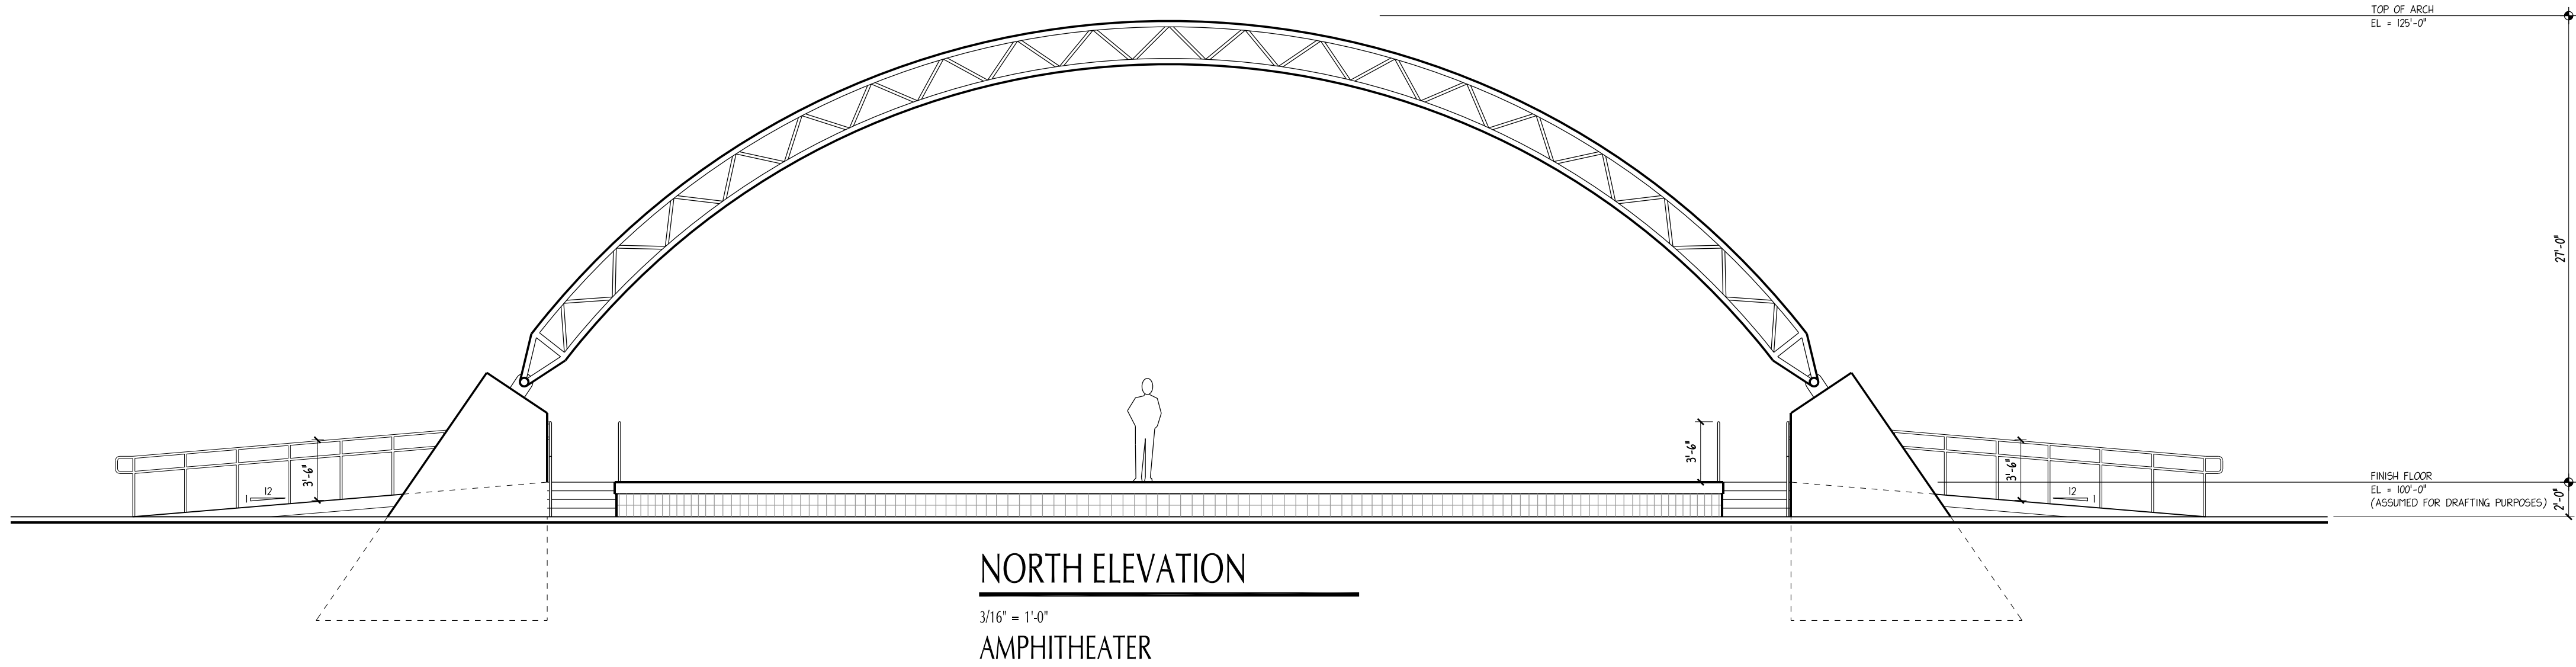 TOP OF ARCH
EL = 125'-0"
27'-0"
3'-6"
12
1
3'-6"
3'-6"
12
1
FINISH FLOOR
EL = 100'-0"
(ASSUMED FOR DRAFTING PURPOSES)
2'-0"
NORTH ELEVATION
3/16" = 1'-0"
AMPHITHEATER